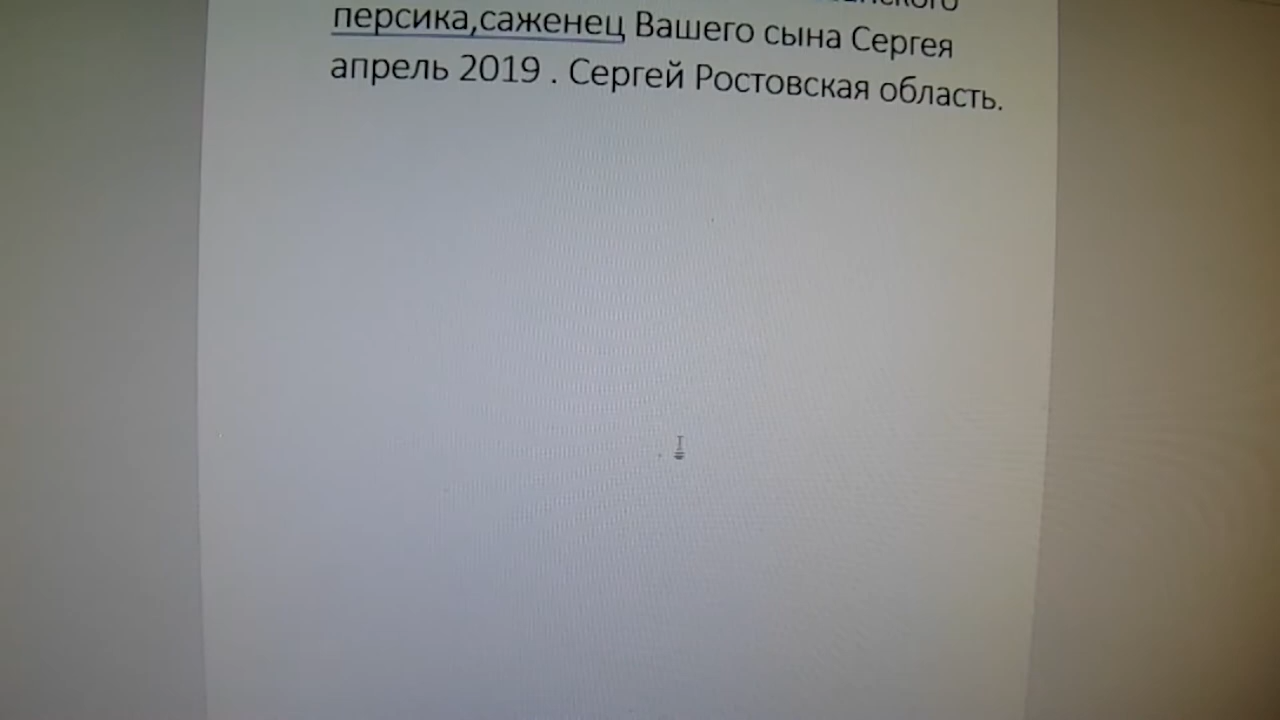 персика,саженец Вашего сына Сергея
апрель 2019 . Сергей Ростовская область.